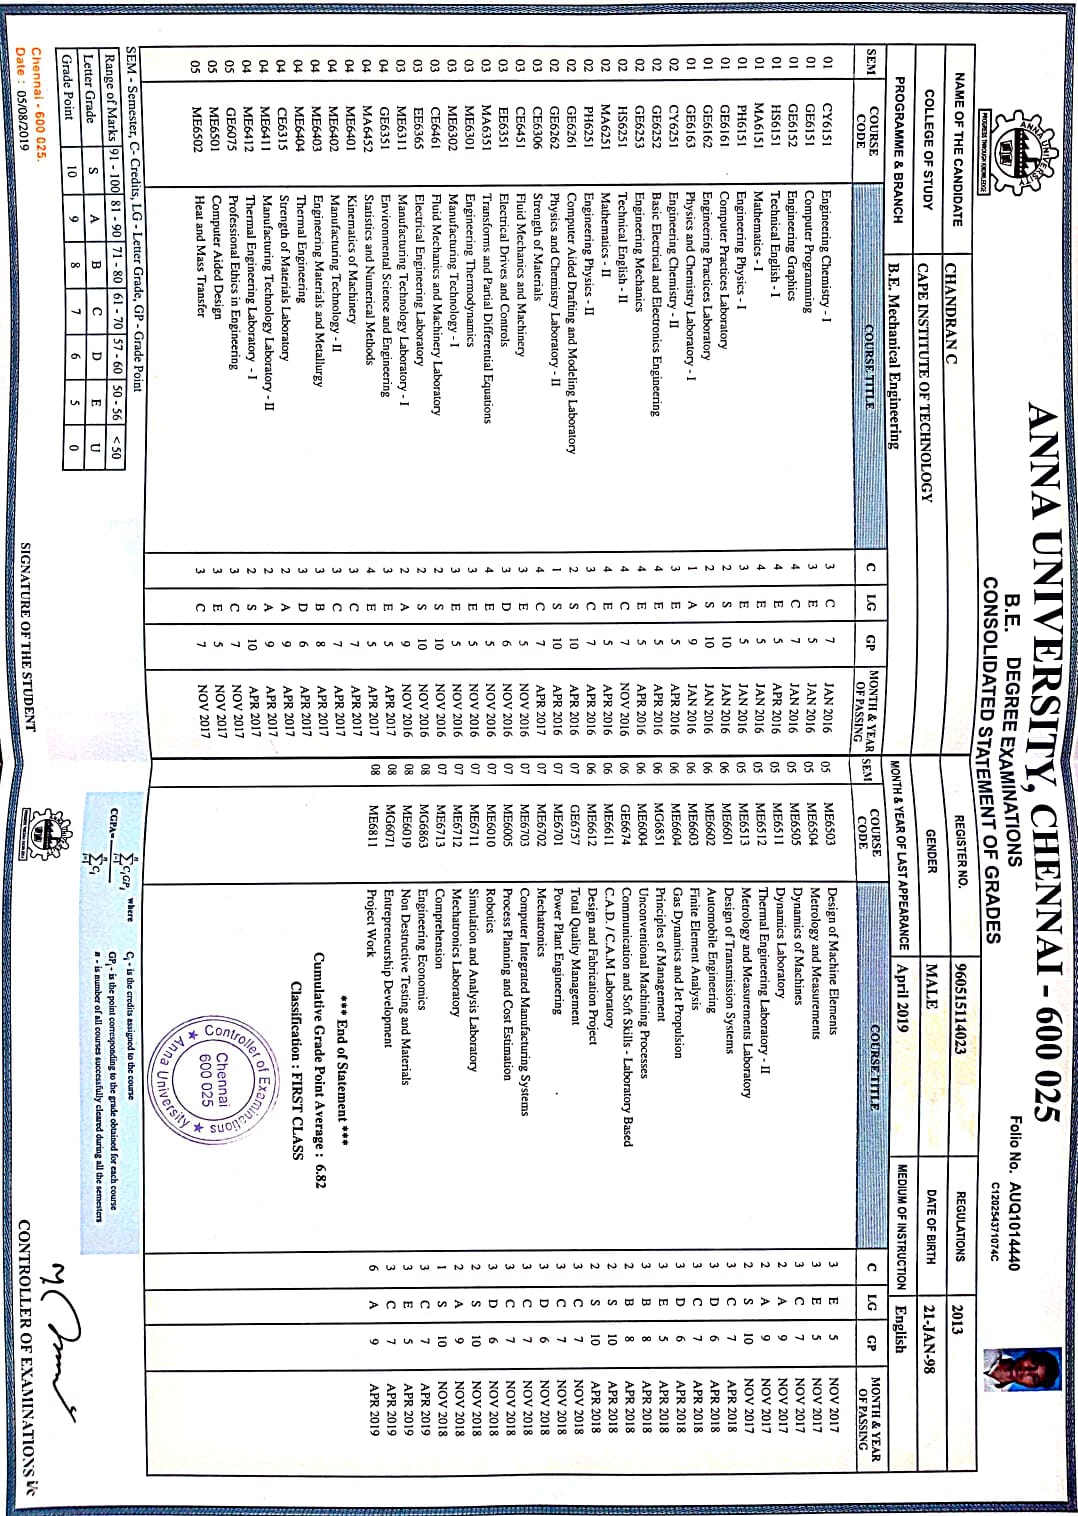 ANNA UNIVERSITY, CHENNAI - 600 025
B.E. DEGREE EXAMINATIONS
CONSOLIDATED STATEMENT OF GRADES
Folio No. AUQ1014440
C120254371074C
PROGRESS THROUGH KNOWLEDGE
NAME OF THE CANDIDATE CHANDRAN C REGISTER NO. 960515114023 REGULATIONS 2013
COLLEGE OF STUDY CAPE INSTITUTE OF TECHNOLOGY GENDER MALE DATE OF BIRTH 21-JAN-98
PROGRAMME & BRANCH B.E. Mechanical Engineering MONTH & YEAR OF LAST APPEARANCE April 2019 MEDIUM OF INSTRUCTION English
SEM COURSE CODE COURSE TITLE C LG GP MONTH & YEAR OF PASSING
01 CY6151 Engineering Chemistry - I 3 C 7 JAN 2016
01 GE6151 Computer Programming 3 E 5 JAN 2016
01 GE6152 Engineering Graphics 4 C 7 JAN 2016
01 HS6151 Technical English - I 4 E 5 APR 2016
01 MA6151 Mathematics - I 4 E 5 JAN 2016
01 PH6151 Engineering Physics - I 3 E 5 JAN 2016
01 GE6161 Computer Practices Laboratory 2 S 10 JAN 2016
01 GE6162 Engineering Practices Laboratory 2 S 10 JAN 2016
01 GE6163 Physics and Chemistry Laboratory - I 1 A 9 JAN 2016
02 CY6251 Engineering Chemistry - II 3 E 5 APR 2016
02 GE6252 Basic Electrical and Electronics Engineering 4 E 5 APR 2016
02 GE6253 Engineering Mechanics 4 E 5 APR 2016
02 HS6251 Technical English - II 4 C 7 NOV 2016
02 MA6251 Mathematics - II 4 E 5 APR 2016
02 PH6251 Engineering Physics - II 3 C 7 APR 2016
02 GE6261 Computer Aided Drafting and Modeling Laboratory 2 S 10 APR 2016
02 GE6262 Physics and Chemistry Laboratory - II 1 S 10 APR 2016
03 CE6306 Strength of Materials 4 C 7 APR 2017
03 CE6451 Fluid Mechanics and Machinery 3 E 5 NOV 2016
03 EE6351 Electrical Drives and Controls 3 D 6 NOV 2016
03 MA6351 Transforms and Partial Differential Equations 4 E 5 NOV 2016
03 ME6301 Engineering Thermodynamics 3 E 5 NOV 2016
03 ME6302 Manufacturing Technology - I 3 E 5 NOV 2016
03 CE6461 Fluid Mechanics and Machinery Laboratory 2 S 10 NOV 2016
03 EE6365 Electrical Engineering Laboratory 2 S 10 NOV 2016
03 ME6311 Manufacturing Technology Laboratory - I 2 A 9 NOV 2016
04 GE6351 Environmental Science and Engineering 3 E 5 APR 2017
04 MA6452 Statistics and Numerical Methods 4 E 5 APR 2017
04 ME6401 Kinematics of Machinery 3 C 7 APR 2017
04 ME6402 Manufacturing Technology - II 3 C 7 APR 2017
04 ME6403 Engineering Materials and Metallurgy 3 B 8 APR 2017
04 ME6404 Thermal Engineering 3 D 6 APR 2017
04 CE6315 Strength of Materials Laboratory 2 A 9 APR 2017
04 ME6411 Manufacturing Technology Laboratory - II 2 A 9 APR 2017
04 ME6412 Thermal Engineering Laboratory - I 2 S 10 APR 2017
05 GE6075 Professional Ethics in Engineering 3 C 7 NOV 2017
05 ME6501 Computer Aided Design 3 E 5 NOV 2017
05 ME6502 Heat and Mass Transfer 3 C 7 NOV 2017
SEM COURSE CODE COURSE TITLE C LG GP MONTH & YEAR OF PASSING
05 ME6503 Design of Machine Elements 3 E 5 NOV 2017
05 ME6504 Metrology and Measurements 3 E 5 NOV 2017
05 ME6505 Dynamics of Machines 3 C 7 NOV 2017
05 ME6511 Dynamics Laboratory 2 A 9 NOV 2017
05 ME6512 Thermal Engineering Laboratory - II 2 A 9 NOV 2017
05 ME6513 Metrology and Measurements Laboratory 2 S 10 NOV 2017
06 ME6601 Design of Transmission Systems 3 C 7 APR 2018
06 ME6602 Automobile Engineering 3 D 6 APR 2018
06 ME6603 Finite Element Analysis 3 C 7 APR 2018
06 ME6604 Gas Dynamics and Jet Propulsion 3 D 6 APR 2018
06 MG6851 Principles of Management 3 E 5 APR 2018
06 ME6004 Unconventional Machining Processes 3 B 8 APR 2018
06 GE6674 Communication and Soft Skills - Laboratory Based 2 B 8 APR 2018
06 ME6611 C.A.D. / C.A.M Laboratory 2 S 10 APR 2018
06 ME6612 Design and Fabrication Project 2 S 10 APR 2018
07 GE6757 Total Quality Management 3 C 7 NOV 2018
07 ME6701 Power Plant Engineering 3 C 7 NOV 2018
07 ME6702 Mechatronics 3 D 6 NOV 2018
07 ME6703 Computer Integrated Manufacturing Systems 3 C 7 NOV 2018
07 ME6005 Process Planning and Cost Estimation 3 C 7 NOV 2018
07 ME6010 Robotics 3 D 6 NOV 2018
07 ME6711 Simulation and Analysis Laboratory 2 S 10 NOV 2018
07 ME6712 Mechatronics Laboratory 2 A 9 NOV 2018
07 ME6713 Comprehension 1 S 10 NOV 2018
08 MG6863 Engineering Economics 3 C 7 APR 2019
08 ME6019 Non Destructive Testing and Materials 3 E 5 APR 2019
08 MG6071 Entrepreneurship Development 3 C 7 APR 2019
08 ME6811 Project Work 6 A 9 APR 2019
*** End of Statement ***
Cumulative Grade Point Average : 6.82
Classification : FIRST CLASS
Controller of Examinations
Chennai
600 025
Anna University
SEM - Semester, C- Credits, LG - Letter Grade, GP - Grade Point
Range of Marks 91 - 100 81 - 90 71 - 80 61 - 70 57 - 60 50 - 56 < 50
Letter Grade S A B C D E U
Grade Point 10 9 8 7 6 5 0
CGPA= n ∑ i=1 Ci GPi / n ∑ i=1 Ci where
Ci - is the credits assigned to the course
GPi - is the point corresponding to the grade obtained for each course
n - is number of all courses successfully cleared during all the semesters
Chennai - 600 025.
Date : 05/08/2019
SIGNATURE OF THE STUDENT
PROGRESS THROUGH KNOWLEDGE
CONTROLLER OF EXAMINATIONS i/c